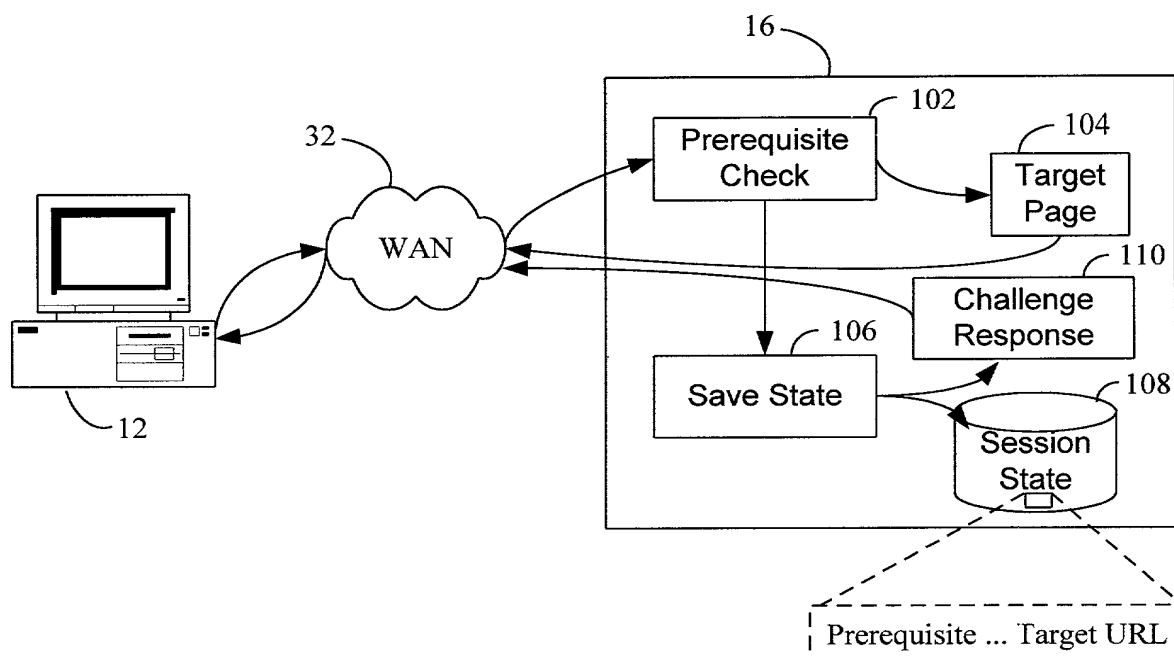 16
102
Prerequisite
Check
104
Target
Page
32
WAN
110
Challenge
Response
106
Save State
108
Session
State
12
Prerequisite ... Target URL